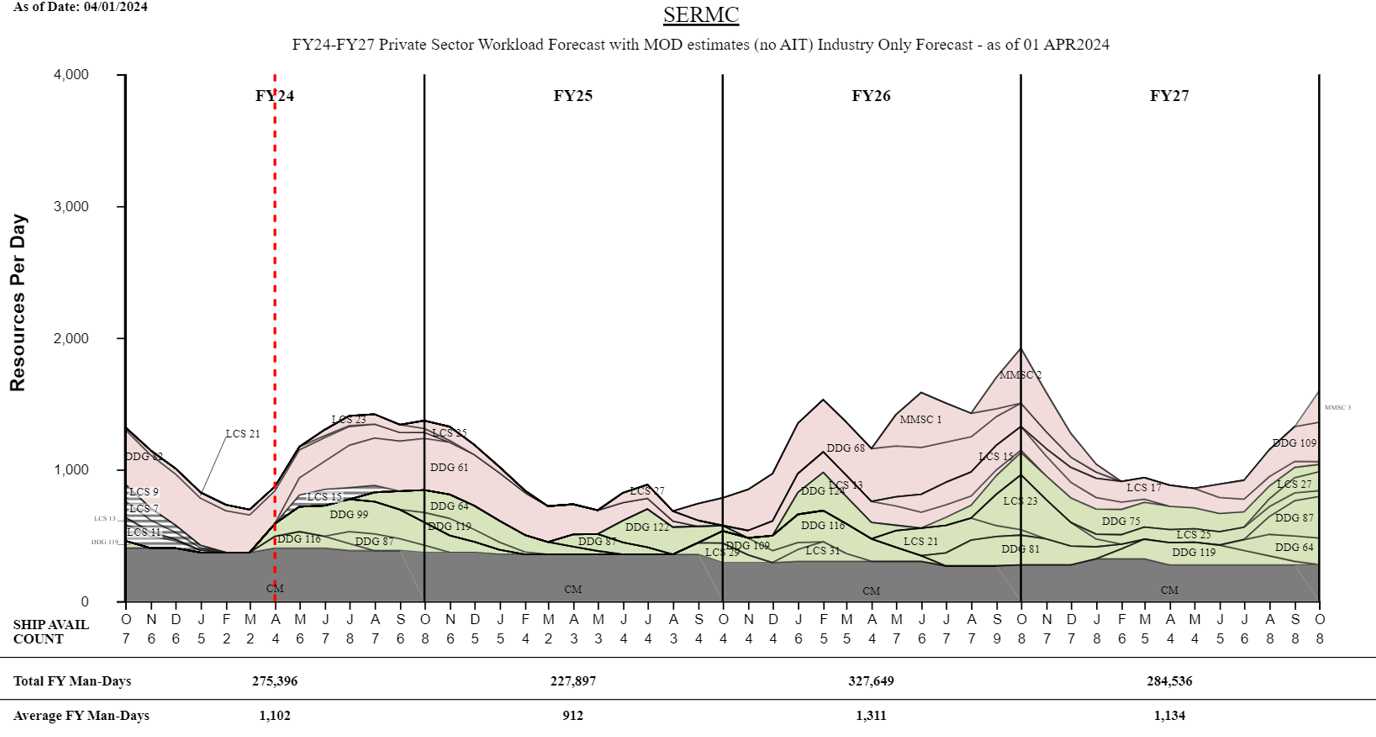 As of Date: 04/01/2024
SERMC
FY24-FY27 Private Sector Workload Forecast with MOD estimates (no AIT) Industry Only Forecast - as of 01 APR2024
Resources Per Day
4,000
3,000
2,000
1,000
0
FY24 FY25 FY26 FY27
LCS 9
LCS 7
LCS 13
LCS 11
DDG 119
LCS 21
LCS 23
LCS 15
DDG 99
DDG 116
DDG 87
CM
LCS 25
DDG 61
DDG 64
DDG 119
LCS 27
DDG 122
DDG 87
CM
LCS 29
DDG 109
MMSC 1
DDG 68
LCS 13
DDG 124
DDG 116
LCS 31
LCS 21
CM
MMSC 2
LCS 15
LCS 23
DDG 81
LCS 17
DDG 75
LCS 25
DDG 119
CM
MMSC 3
DDG 109
LCS 27
DDG 87
DDG 64
O N D J F M A M J J A S O N D J F M A M J J A S O N D J F M A M J J A S O N D J F M A M J J A S O
SHIP AVAIL
COUNT
7 6 6 5 2 2 4 6 7 8 7 6 8 6 5 5 4 2 3 3 4 4 3 4 4 4 4 6 5 5 4 7 6 7 7 9 8 7 7 8 6 5 4 4 5 6 8 8 8
Total FY Man-Days 275,396 227,897 327,649 284,536
Average FY Man-Days 1,102 912 1,311 1,134